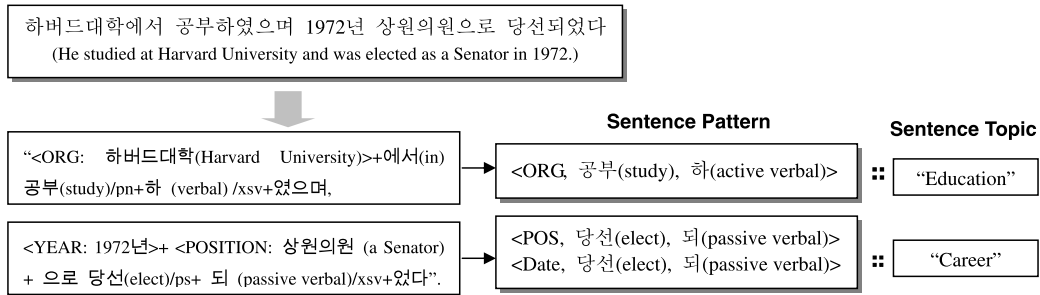 하버드대학에서 공부하였으며 1972년 상원의원으로 당선되었다
(He studied at Harvard University and was elected as a Senator in 1972.)
Sentence Pattern
Sentence Topic
“<ORG: 하버드대학(Harvard University)>+에서(in)
공부(study)/pn+하 (verbal) /xsv+였으며,
<ORG, 공부(study), 하(active verbal)>
::
“Education”
<YEAR: 1972년>+ <POSITION: 상원의원 (a Senator)
+ 으로 당선(elect)/ps+ 되 (passive verbal)/xsv+었다”.
<POS, 당선(elect), 되(passive verbal)>
<Date, 당선(elect), 되(passive verbal)>
::
“Career”